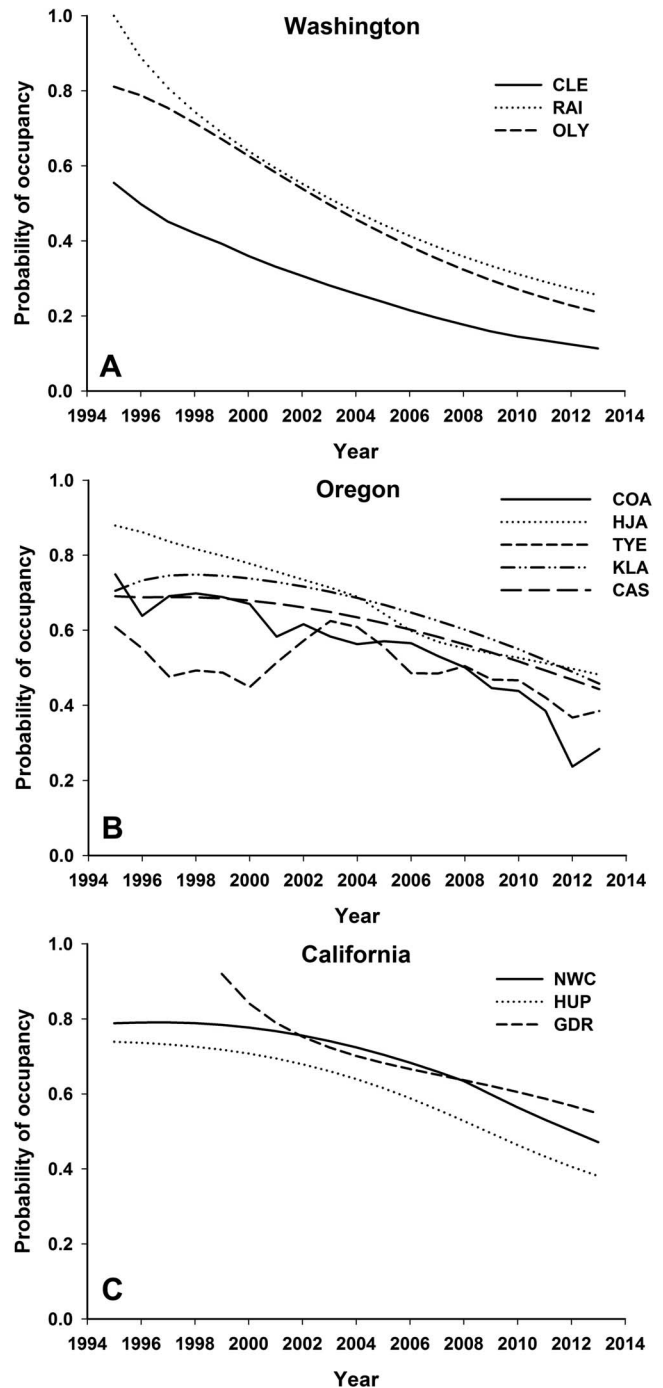 Washington
1.0
CLE
RAI
OLY
0.8
0.6
0.4
0.2
0.0
Probability of occupancy
A
1994 1996 1998 2000 2002 2004 2006 2008 2010 2012 2014
Year
Oregon
1.0
COA
HJA
TYE
KLA
CAS
0.8
0.6
0.4
0.2
0.0
Probability of occupancy
B
1994 1996 1998 2000 2002 2004 2006 2008 2010 2012 2014
Year
California
1.0
NWC
HUP
GDR
0.8
0.6
0.4
0.2
0.0
Probability of occupancy
C
1994 1996 1998 2000 2002 2004 2006 2008 2010 2012 2014
Year